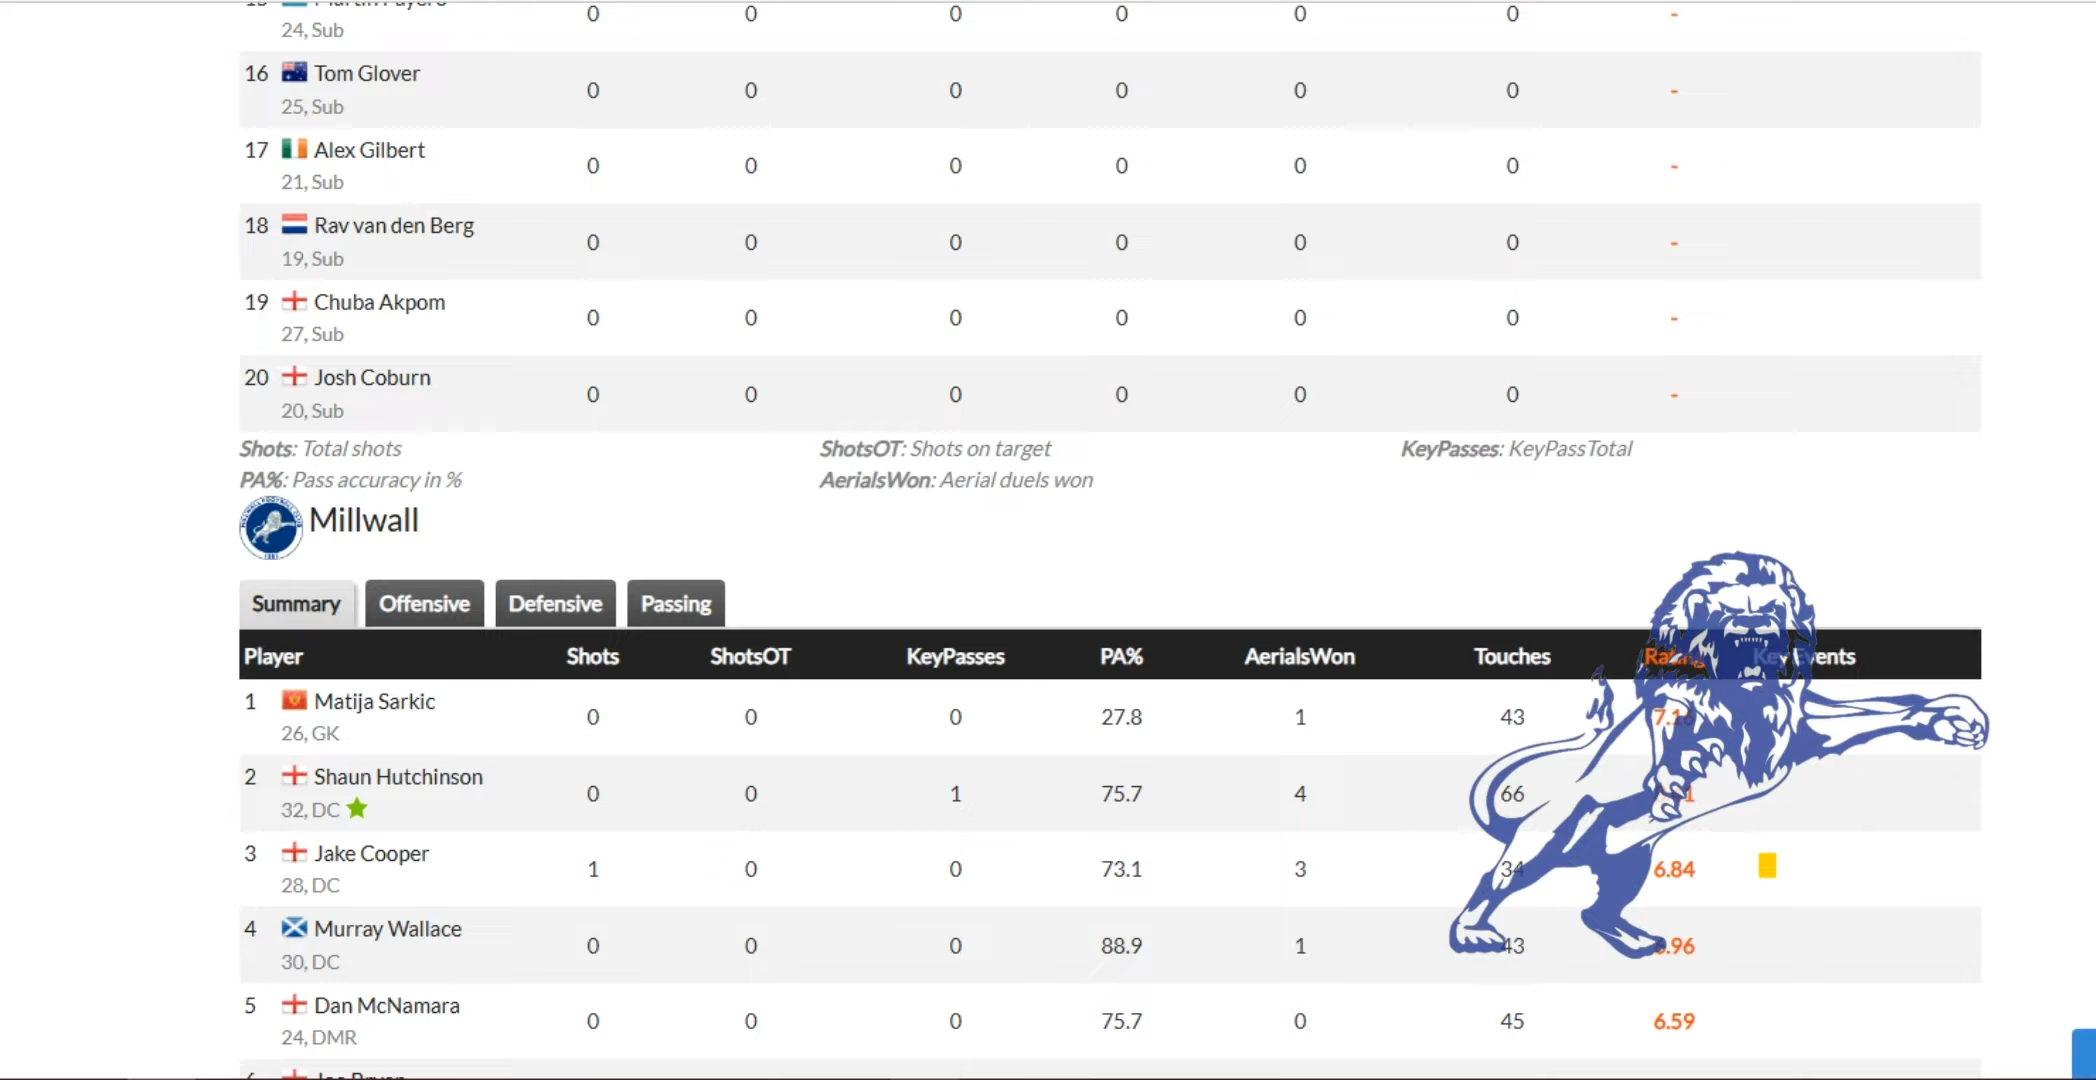 24, Sub 0 0 0 0 0 0 -
16 Tom Glover 0 0 0 0 0 0 -
25, Sub
17 Alex Gilbert 0 0 0 0 0 0 -
21, Sub
18 Rav van den Berg 0 0 0 0 0 0 -
19, Sub
19 Chuba Akpom 0 0 0 0 0 0 -
27, Sub
20 Josh Coburn 0 0 0 0 0 0 -
20, Sub
Shots: Total shots ShotsOT: Shots on target KeyPasses: KeyPassTotal
PA%: Pass accuracy in % AerialsWon: Aerial duels won
Millwall
Summary Offensive Defensive Passing
Player Shots ShotsOT KeyPasses PA% AerialsWon Touches Key Events
1 Matija Sarkic 0 0 0 27.8 1 43
26, GK
2 Shaun Hutchinson 0 0 1 75.7 4 66
32, DC
3 Jake Cooper 1 0 0 73.1 3 34 6.84
28, DC
4 Murray Wallace 0 0 0 88.9 1 43
30, DC
5 Dan McNamara 0 0 0 75.7 0 45 6.59
24, DMR